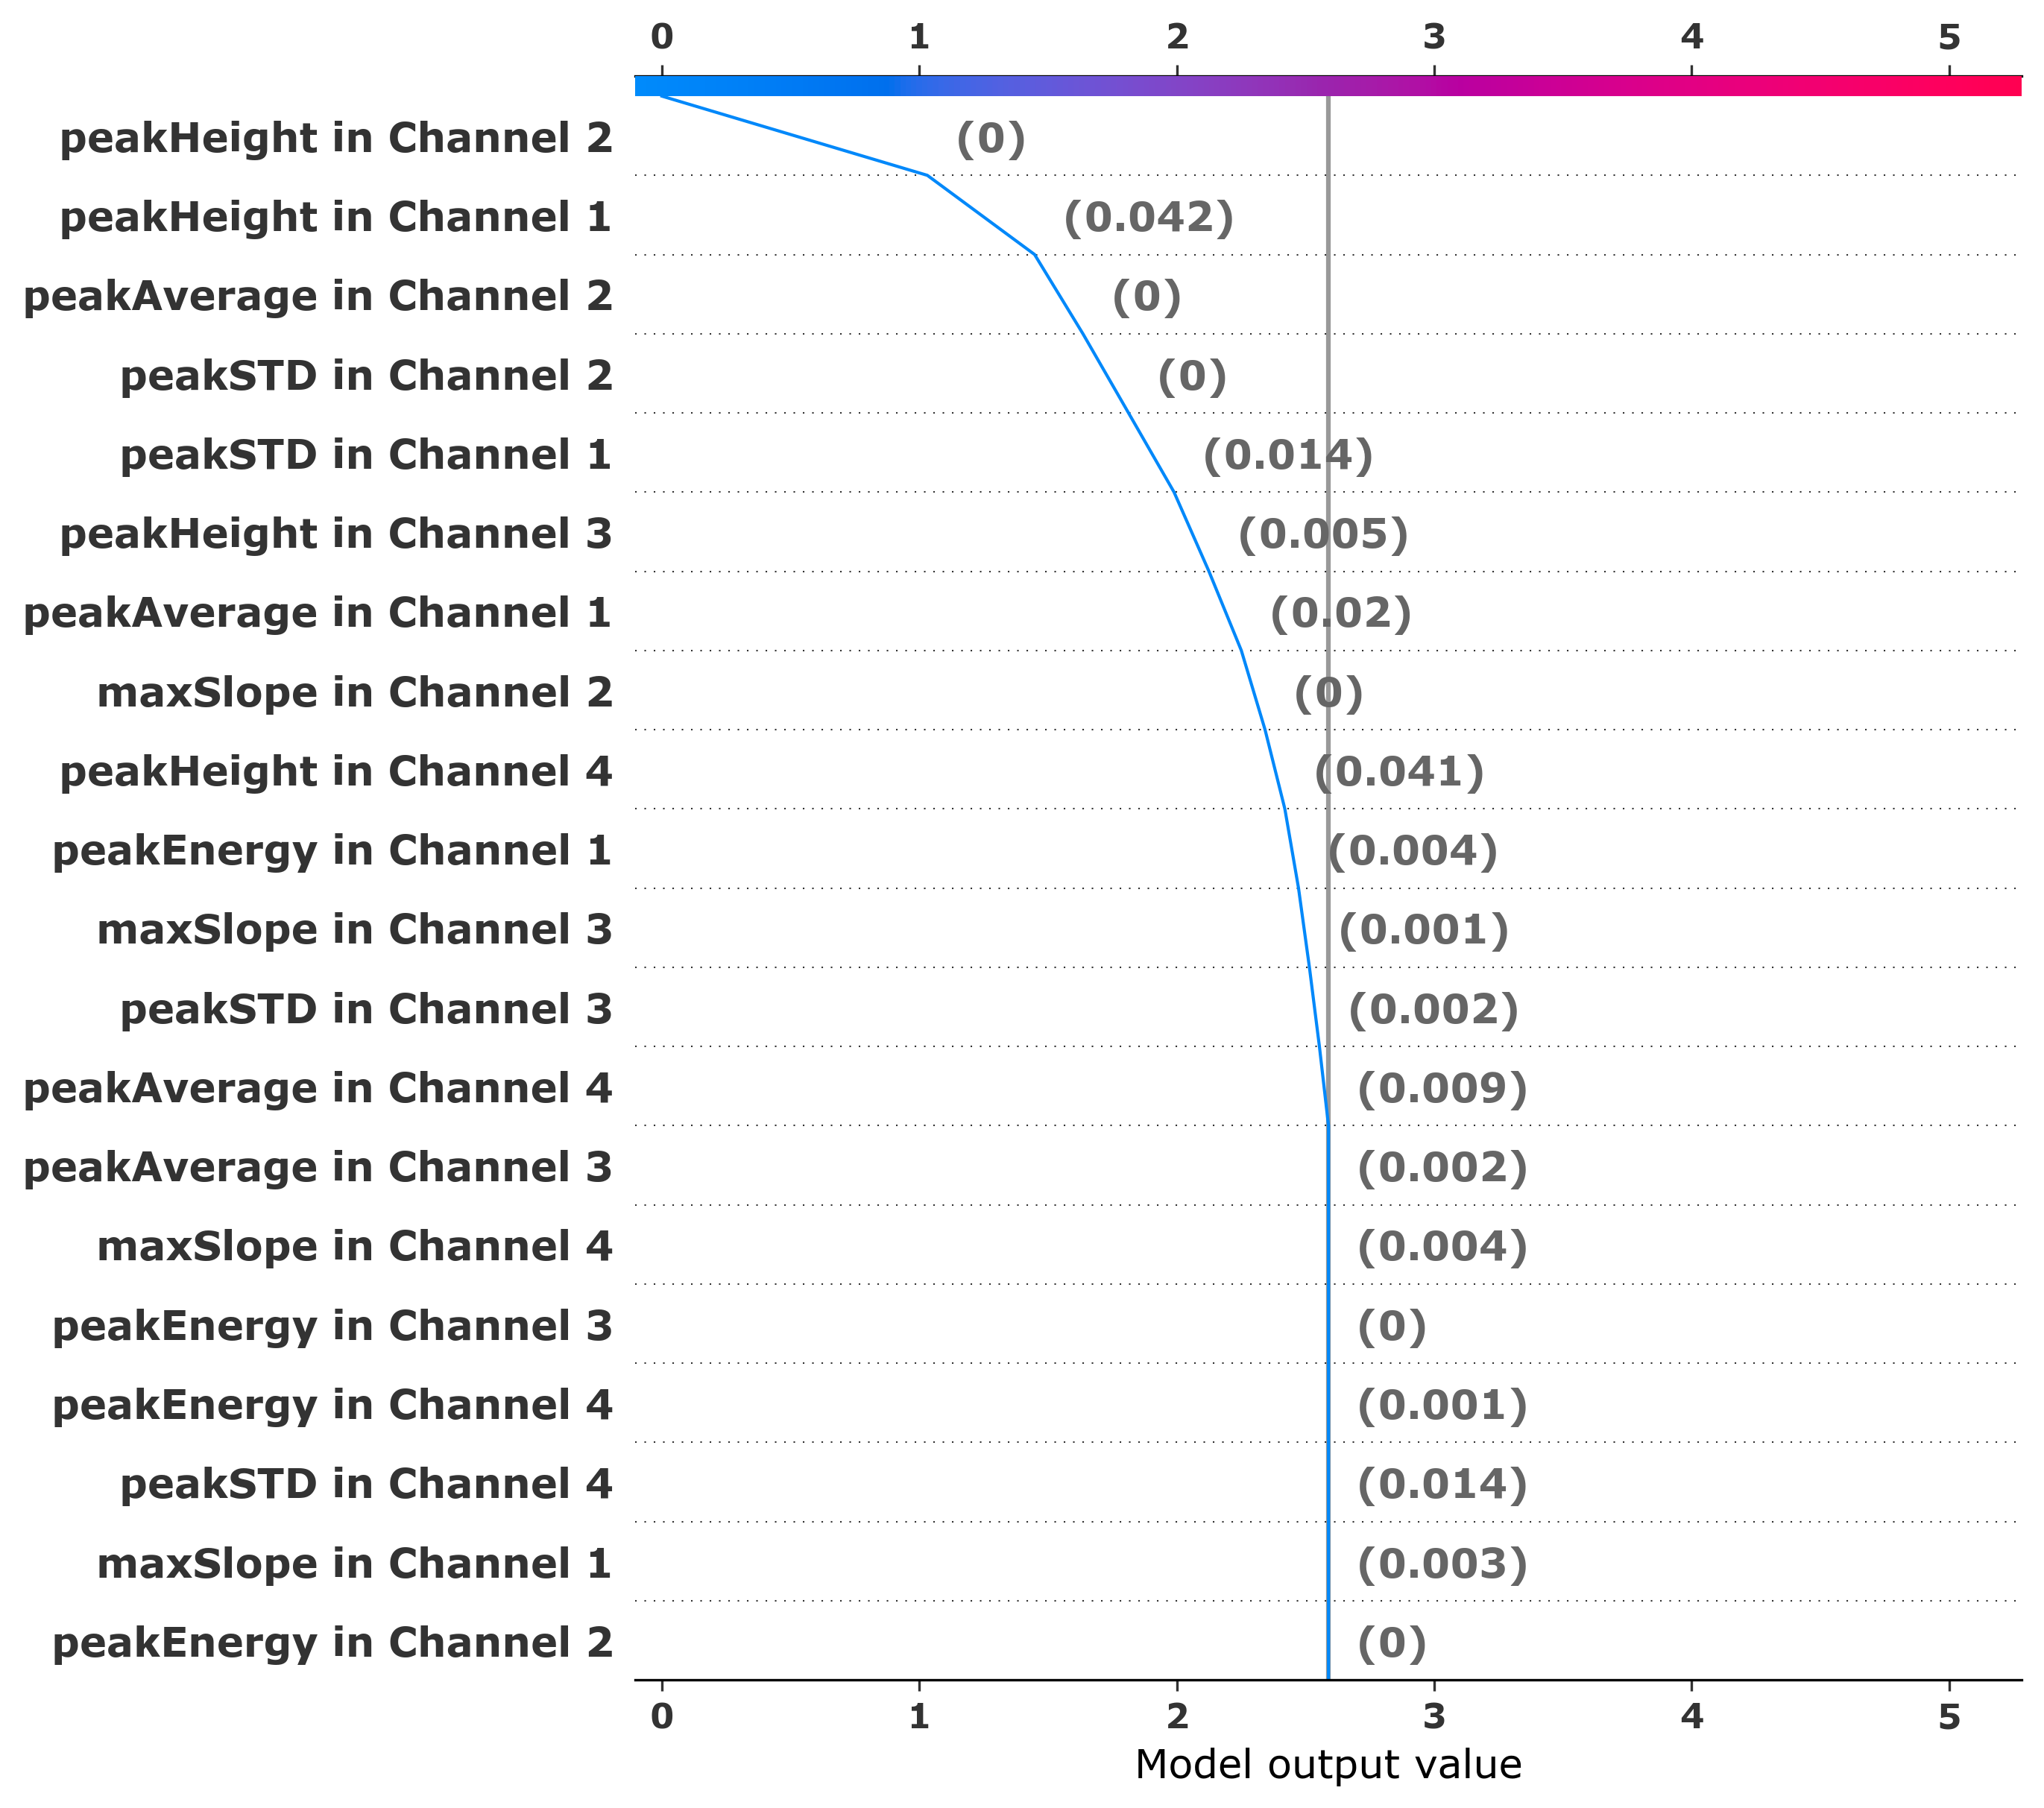 0 1 2 3 4 5
peakHeight in Channel 2 (0)
peakHeight in Channel 1 (0.042)
peakAverage in Channel 2 (0)
peakSTD in Channel 2 (0)
peakSTD in Channel 1 (0.014)
peakHeight in Channel 3 (0.005)
peakAverage in Channel 1 (0.02)
maxSlope in Channel 2 (0)
peakHeight in Channel 4 (0.041)
peakEnergy in Channel 1 (0.004)
maxSlope in Channel 3 (0.001)
peakSTD in Channel 3 (0.002)
peakAverage in Channel 4 (0.009)
peakAverage in Channel 3 (0.002)
maxSlope in Channel 4 (0.004)
peakEnergy in Channel 3 (0)
peakEnergy in Channel 4 (0.001)
peakSTD in Channel 4 (0.014)
maxSlope in Channel 1 (0.003)
peakEnergy in Channel 2 (0)
0 1 2 3 4 5
Model output value